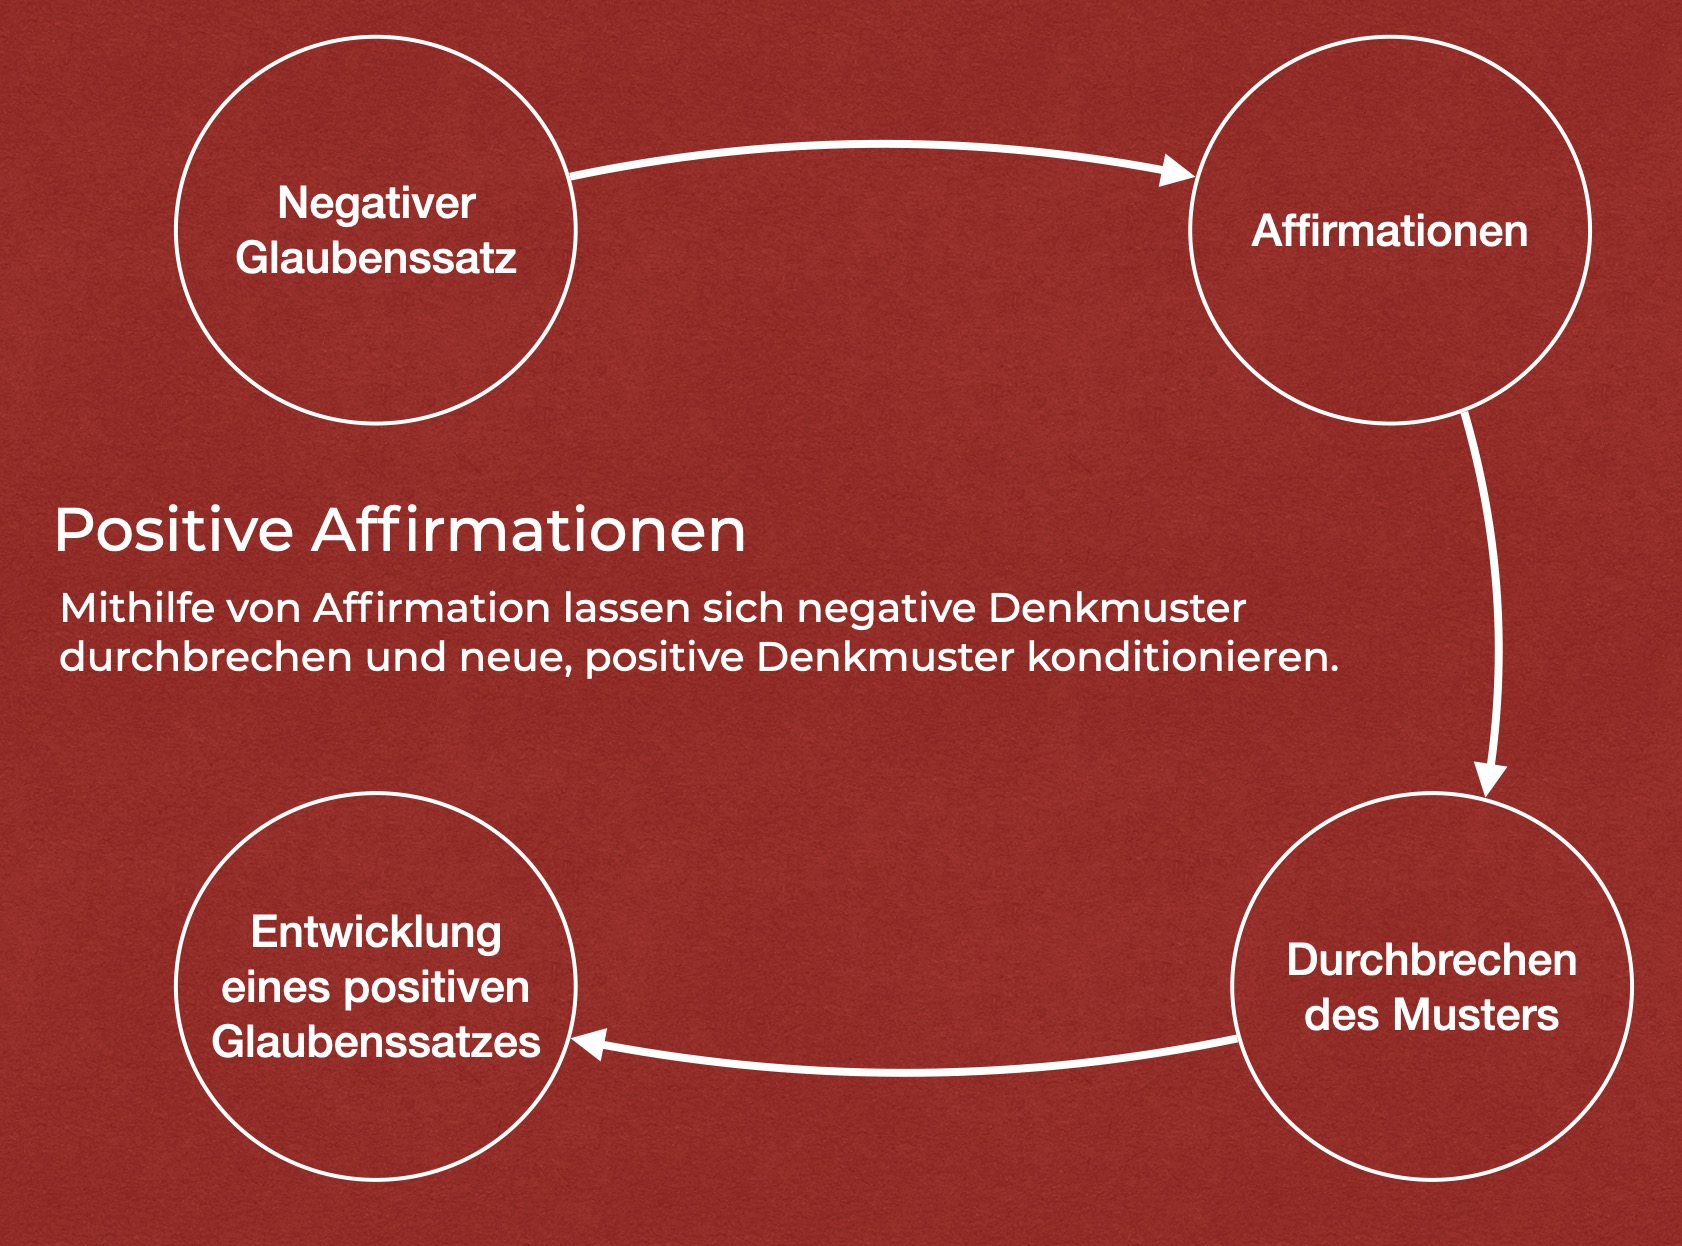 Negativer
Glaubenssatz
Affirmationen
Positive Affirmationen
Mithilfe von Affirmation lassen sich negative Denkmuster
durchbrechen und neue, positive Denkmuster konditionieren.
Entwicklung
eines positiven
Glaubenssatzes
Durchbrechen
des Musters